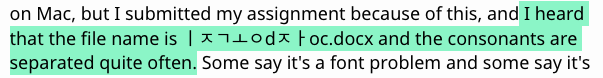 on Mac, but I submitted my assignment because of this, and I heard
that the file name is ㅣㅈㄱㅗㅇdㅈㅏoc.docx and the consonants are
separated quite often. Some say it's a font problem and some say it's